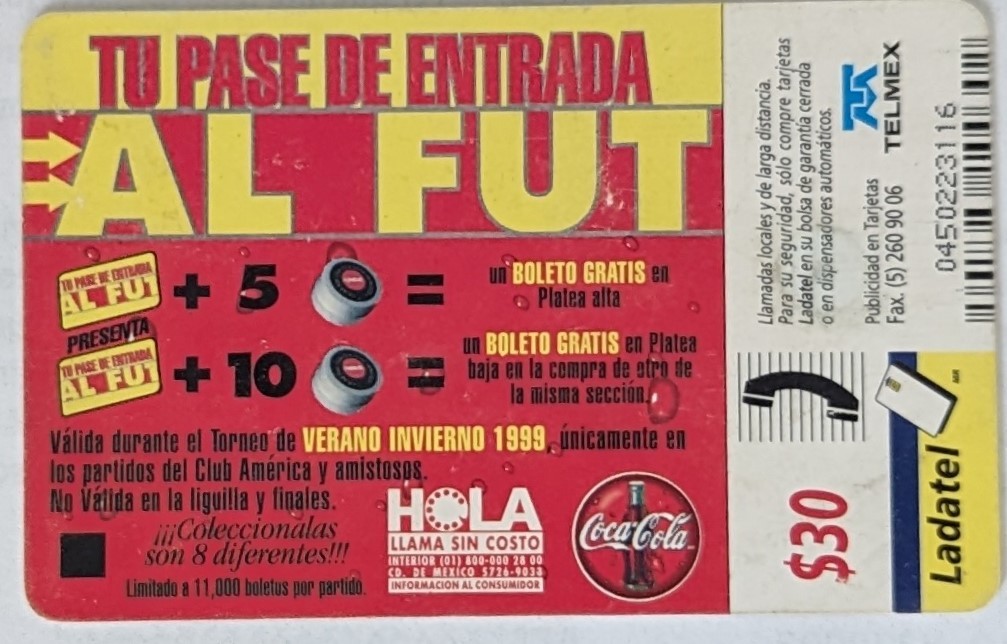 TU PASE DE ENTRADA
AL FUT
TU PASE DE ENTRADA
AL FUT
+ 5
=
un BOLETO GRATIS en
Platea alta
PRESENTA
TU PASE DE ENTRADA
AL FUT
+ 10
=
un BOLETO GRATIS en Platea
baja en la compra de otro de
la misma sección.
Válida durante el Torneo de VERANO INVIERNO 1999, únicamente en
los partidos del Club América y amistosos.
No Válida en la liguilla y finales.
¡¡¡Coleccionalas
son 8 diferentes!!!
Limitado a 11,000 boletos por partido.
HOLA
LLAMA SIN COSTO
INTERIOR (01) 800-000 28 00
CD. DE MEXICO 5726-9033
INFORMACION AL CONSUMIDOR
Coca-Cola
Llamadas locales y de larga distancia.
Para su seguridad, sólo compre tarjetas
Ladatel en su bolsa de garantía cerrada
o en dispensadores automáticos.
Publicidad en Tarjetas
Fax. (5) 260 90 06
TELMEX
0450223116
$30
Ladatel